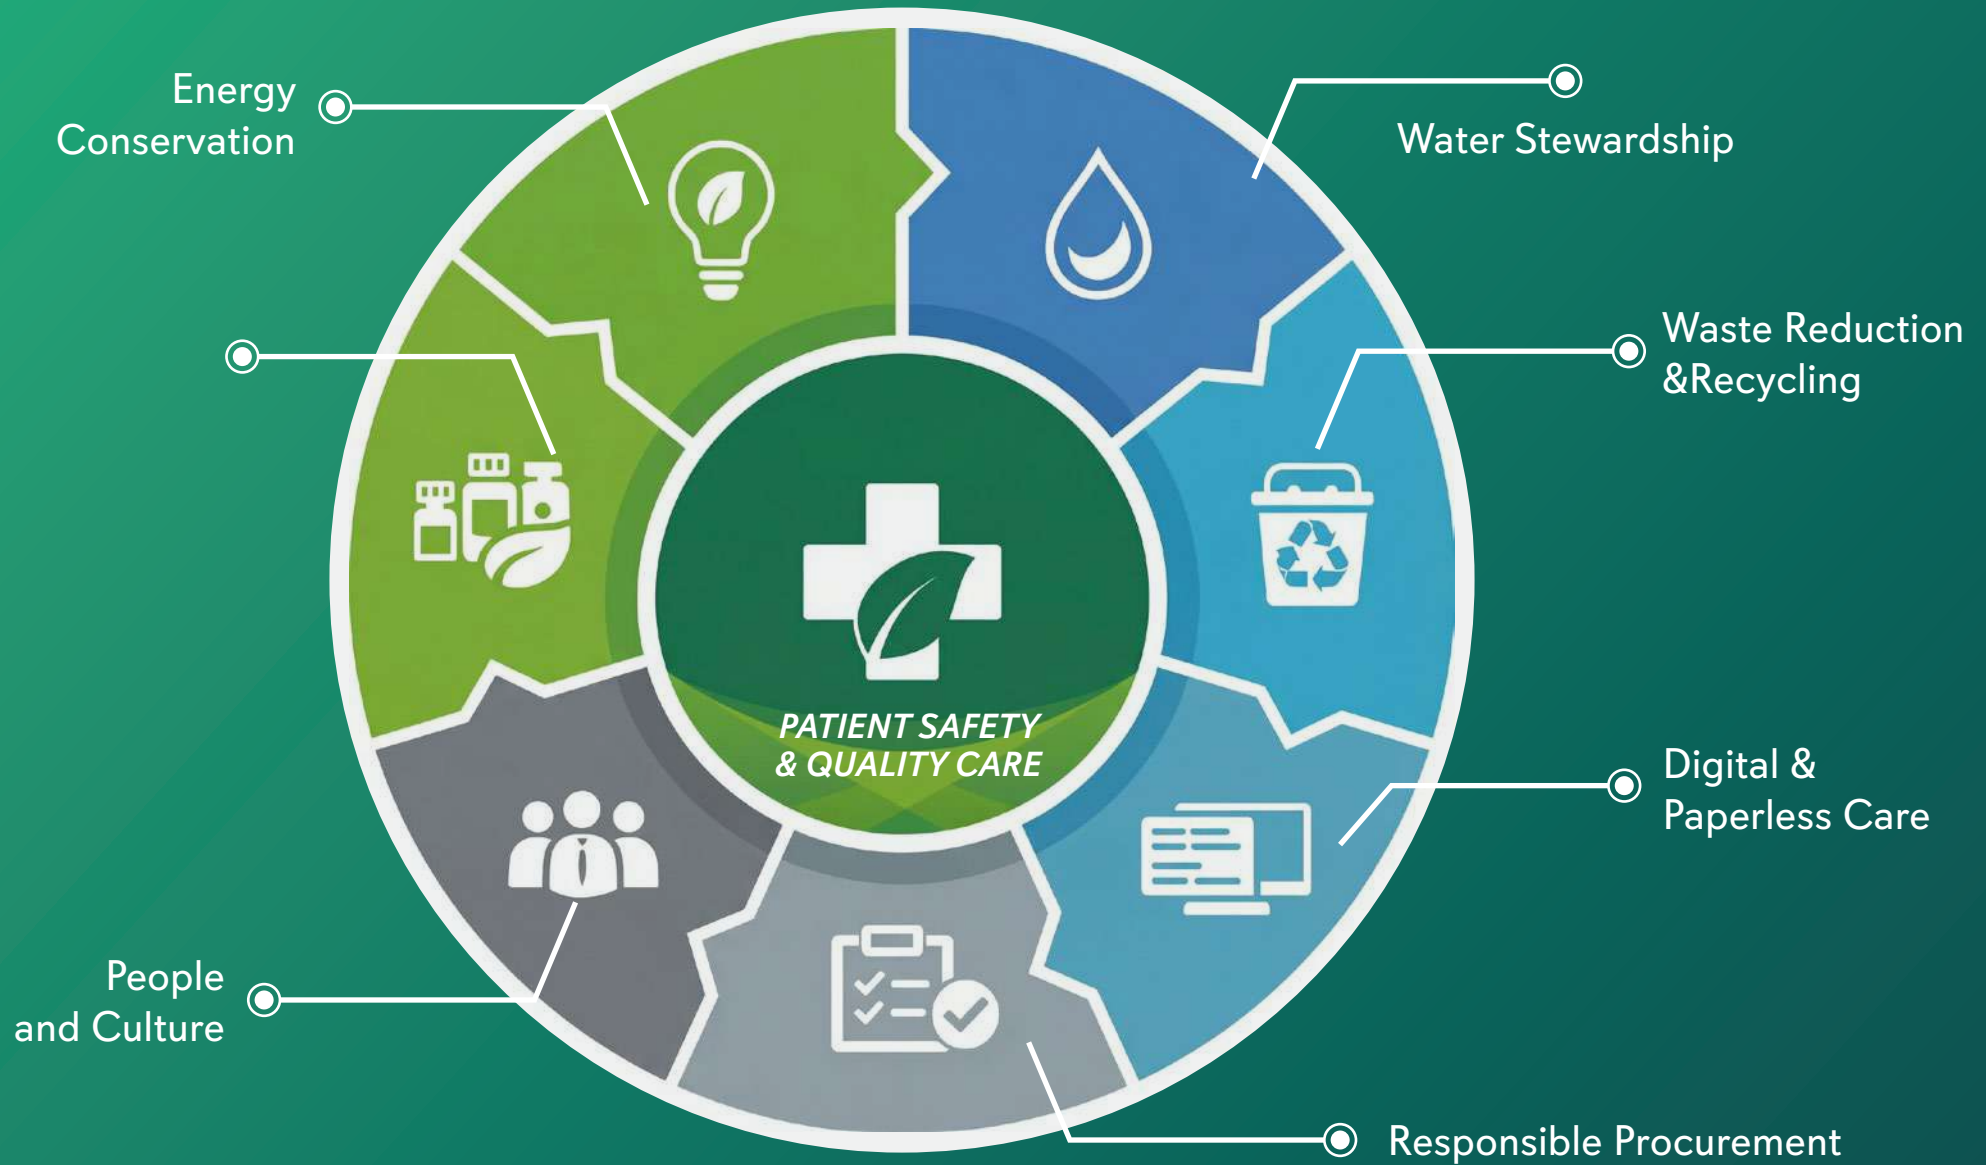 Energy
Conservation
Water Stewardship
Waste Reduction
&Recycling
PATIENT SAFETY
& QUALITY CARE
Digital &
Paperless Care
People
and Culture
Responsible Procurement